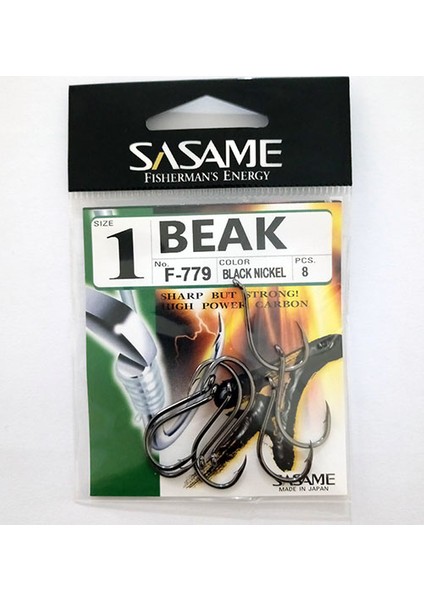 SASAME
FISHERMAN'S ENERGY
SIZE
1
BEAK
No. F-779
COLOR BLACK NICKEL
PCS. 8
SHARP BUT STRONG!
HIGH POWER CARBON
SASAME
MADE IN JAPAN